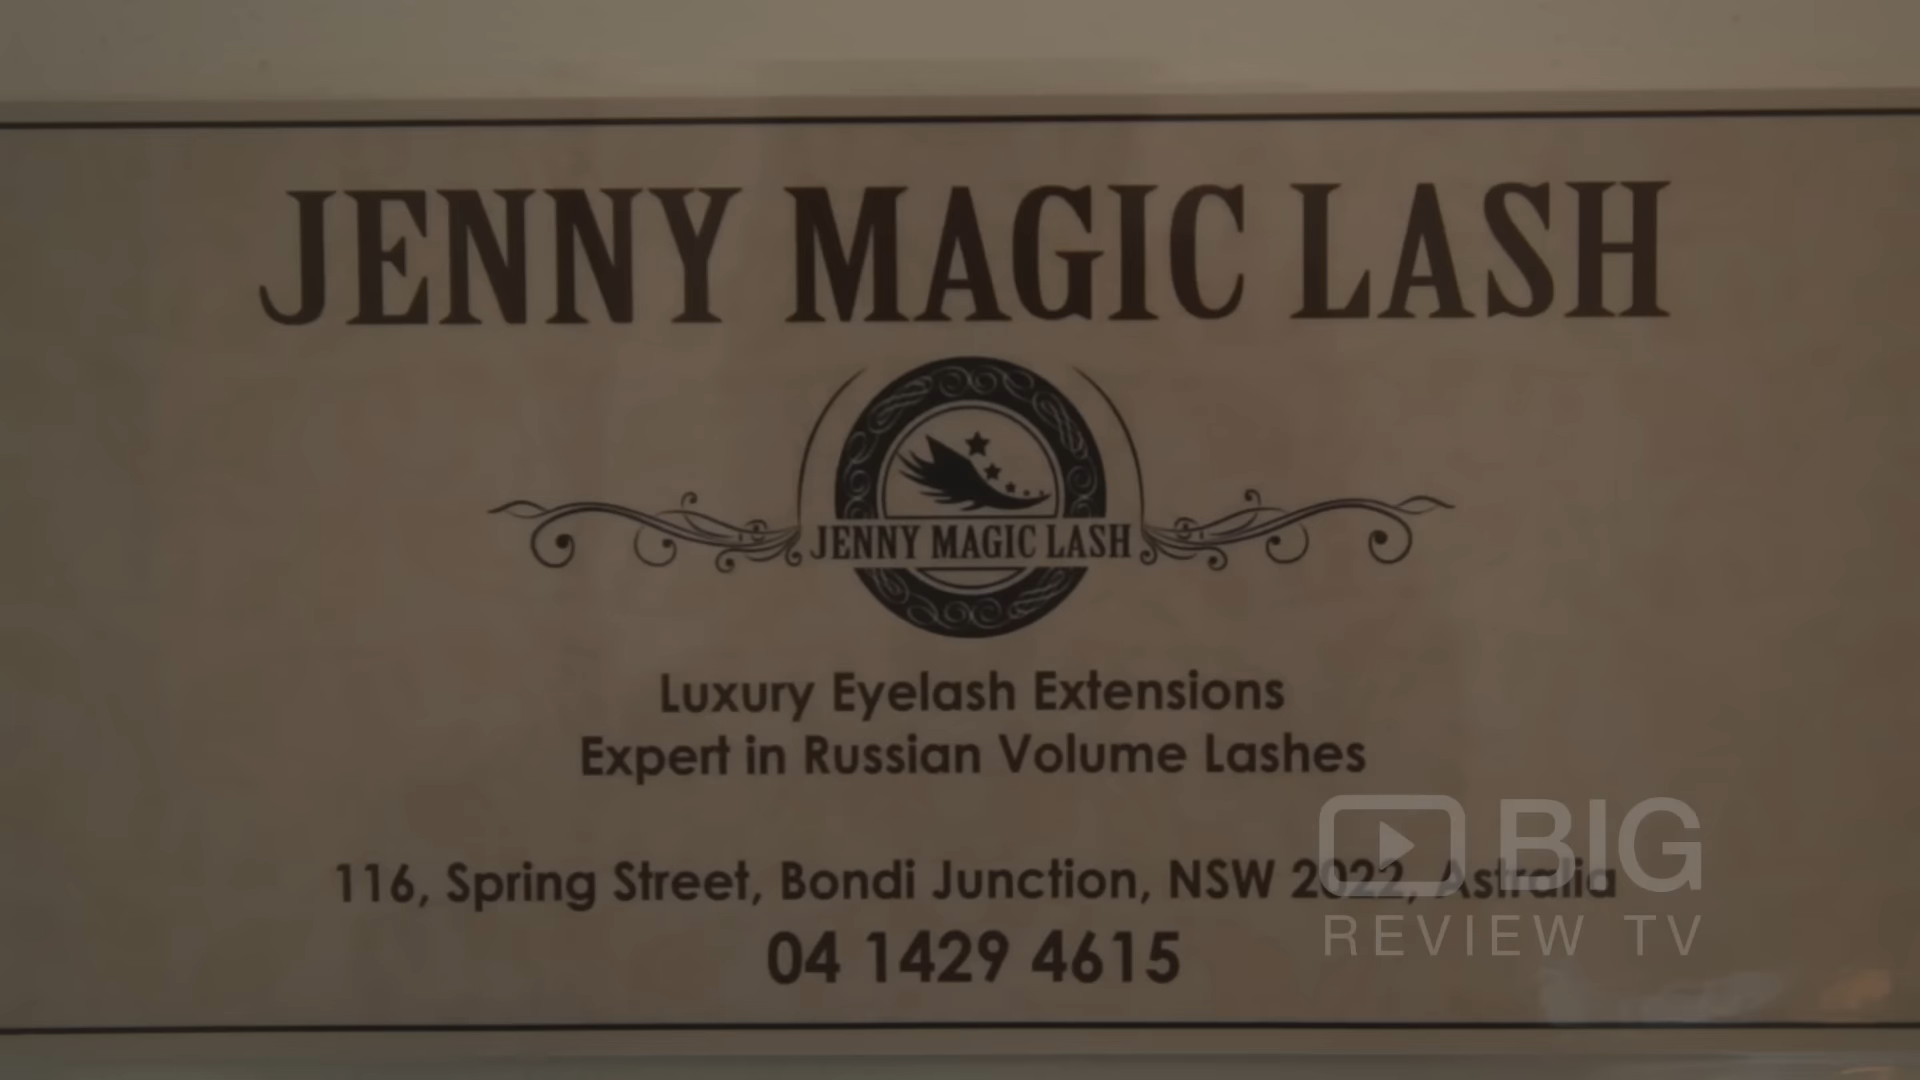 JENNY MAGIC LASH
JENNY MAGIC LASH
Luxury Eyelash Extensions
Expert in Russian Volume Lashes
116, Spring Street, Bondi Junction, NSW 2022, Astralia
04 1429 4615
BIG
REVIEW TV